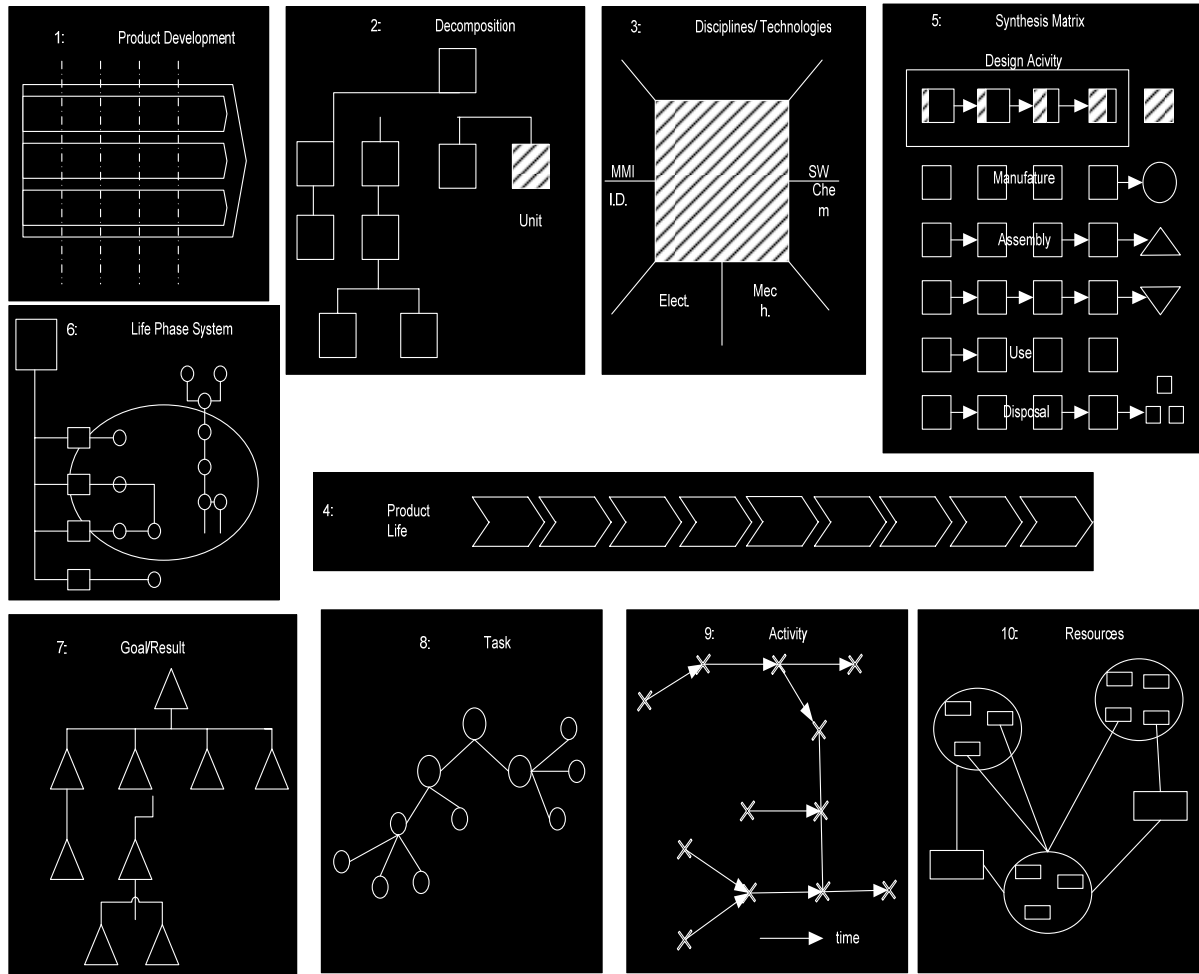 1: Product Development
2: Decomposition
Unit
3: Disciplines/ Technologies
MMI
I.D.
SW
Che
m
Elect.
Mec
h.
5: Synthesis Matrix
Design Acivity
Manufature
Assembly
Use
Disposal
6: Life Phase System
4: Product
Life
7: Goal/Result
8: Task
9: Activity
time
10: Resources